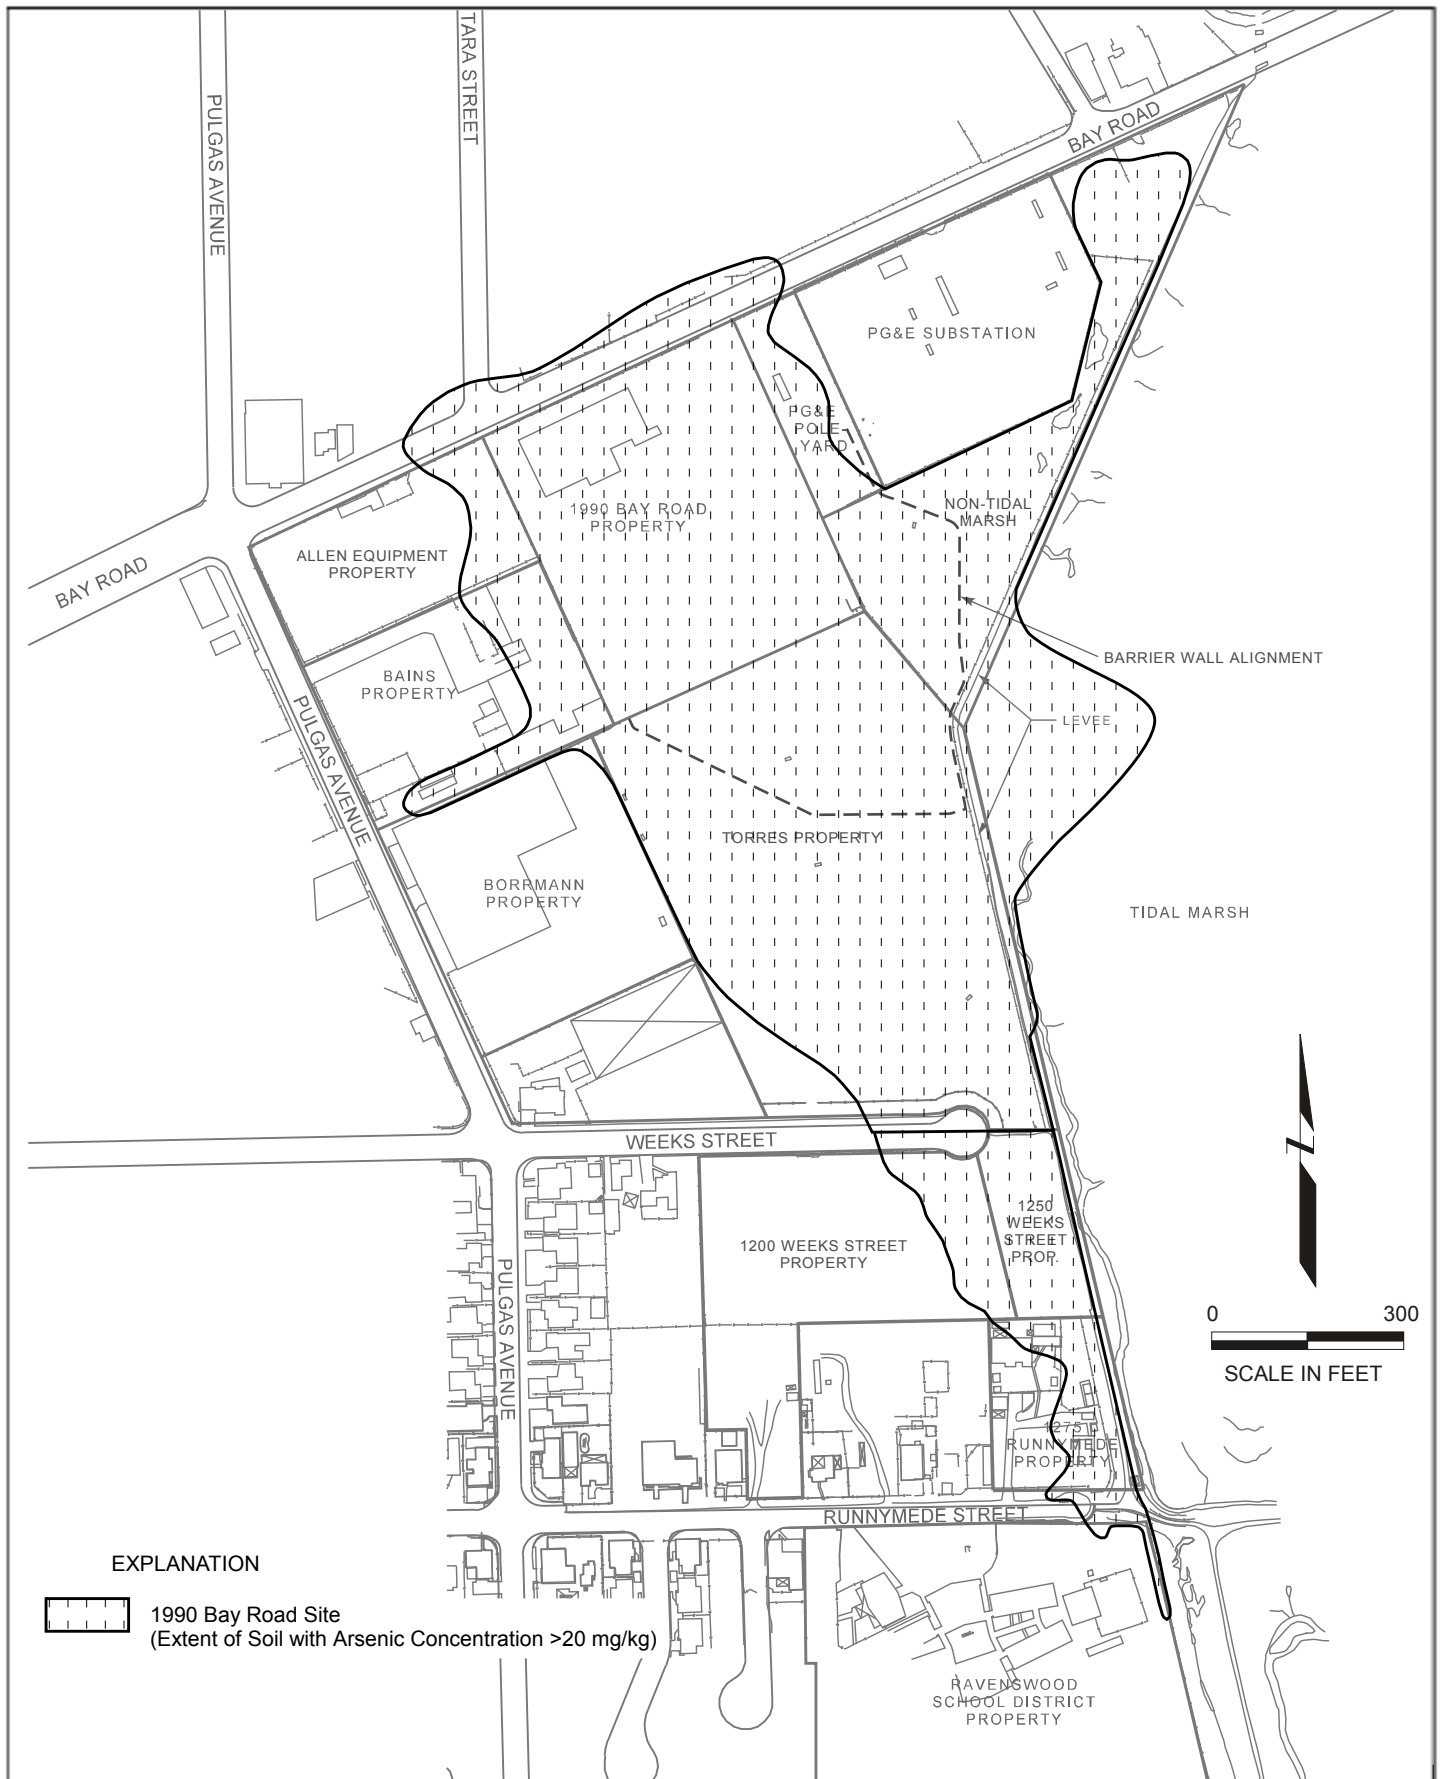 TARA STREET
PULGAS AVENUE
BAY ROAD
PG&E SUBSTATION
PG&E
POLE
YARD
1990 BAY ROAD
PROPERTY
NON-TIDAL
MARSH
ALLEN EQUIPMENT
PROPERTY
BAY ROAD
BARRIER WALL ALIGNMENT
BAINS
PROPERTY
PULGAS AVENUE
LEVEE
TORRES PROPERTY
BORRMANN
PROPERTY
TIDAL MARSH
WEEKS STREET
1250
WEEKS
STREET
PROP.
1200 WEEKS STREET
PROPERTY
PULGAS AVENUE
N
0 300
SCALE IN FEET
1275
RUNNYMEDE
PROPERTY
RUNNYMEDE STREET
EXPLANATION
1990 Bay Road Site
(Extent of Soil with Arsenic Concentration >20 mg/kg)
RAVENSWOOD
SCHOOL DISTRICT
PROPERTY